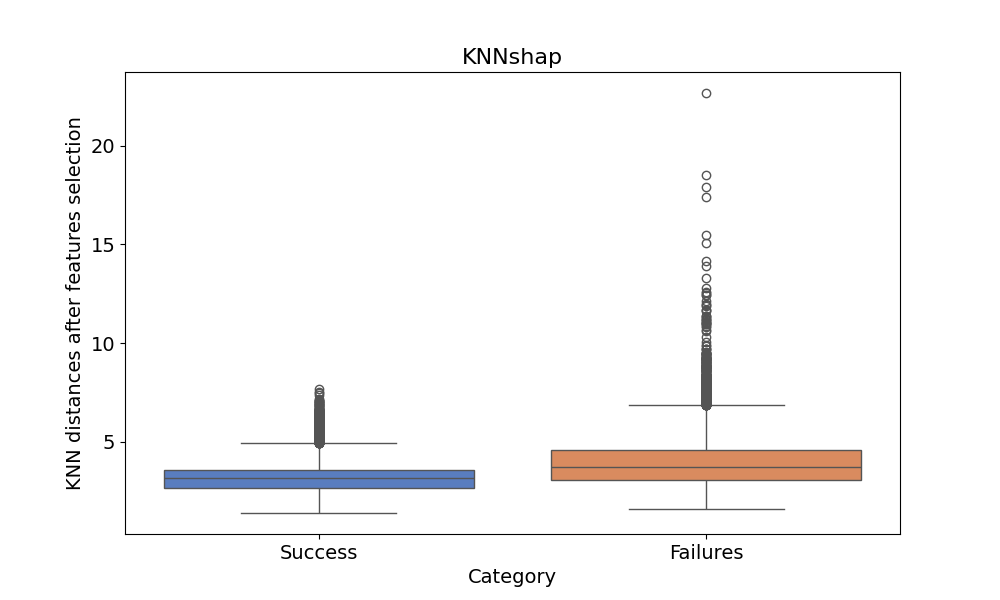 KNNshap
KNN distances after features selection
20
15
10
5
Success
Failures
Category